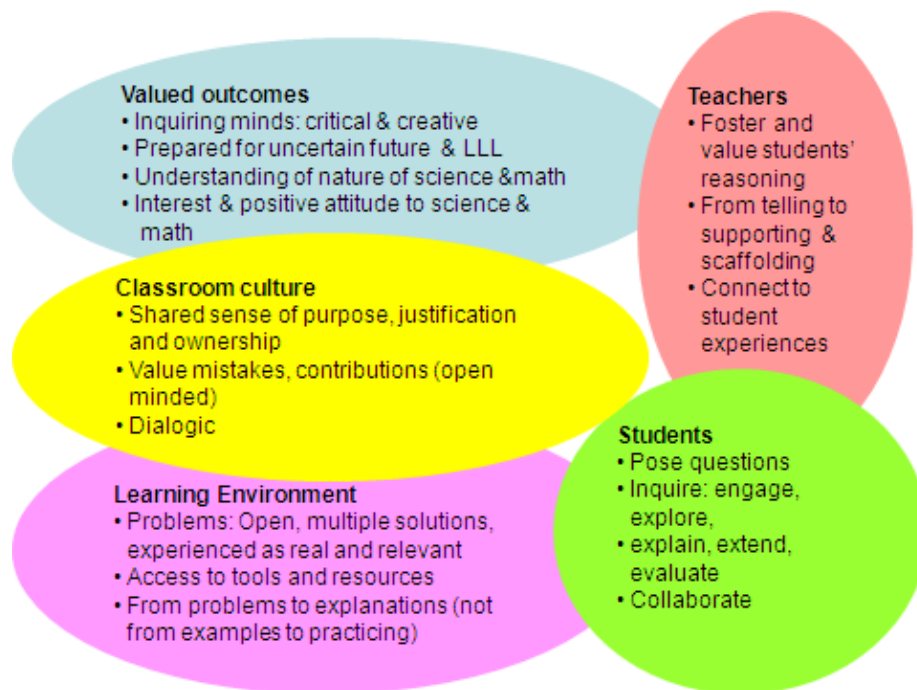 Valued outcomes
• Inquiring minds: critical & creative
• Prepared for uncertain future & LLL
• Understanding of nature of science &math
• Interest & positive attitude to science &
math
Teachers
• Foster and
value students'
reasoning
• From telling to
supporting &
scaffolding
• Connect to
student
experiences
Classroom culture
• Shared sense of purpose, justification
and ownership
• Value mistakes, contributions (open
minded)
• Dialogic
Students
• Pose questions
• Inquire: engage,
explore,
• explain, extend,
evaluate
• Collaborate
Learning Environment
• Problems: Open, multiple solutions,
experienced as real and relevant
• Access to tools and resources
• From problems to explanations (not
from examples to practicing)